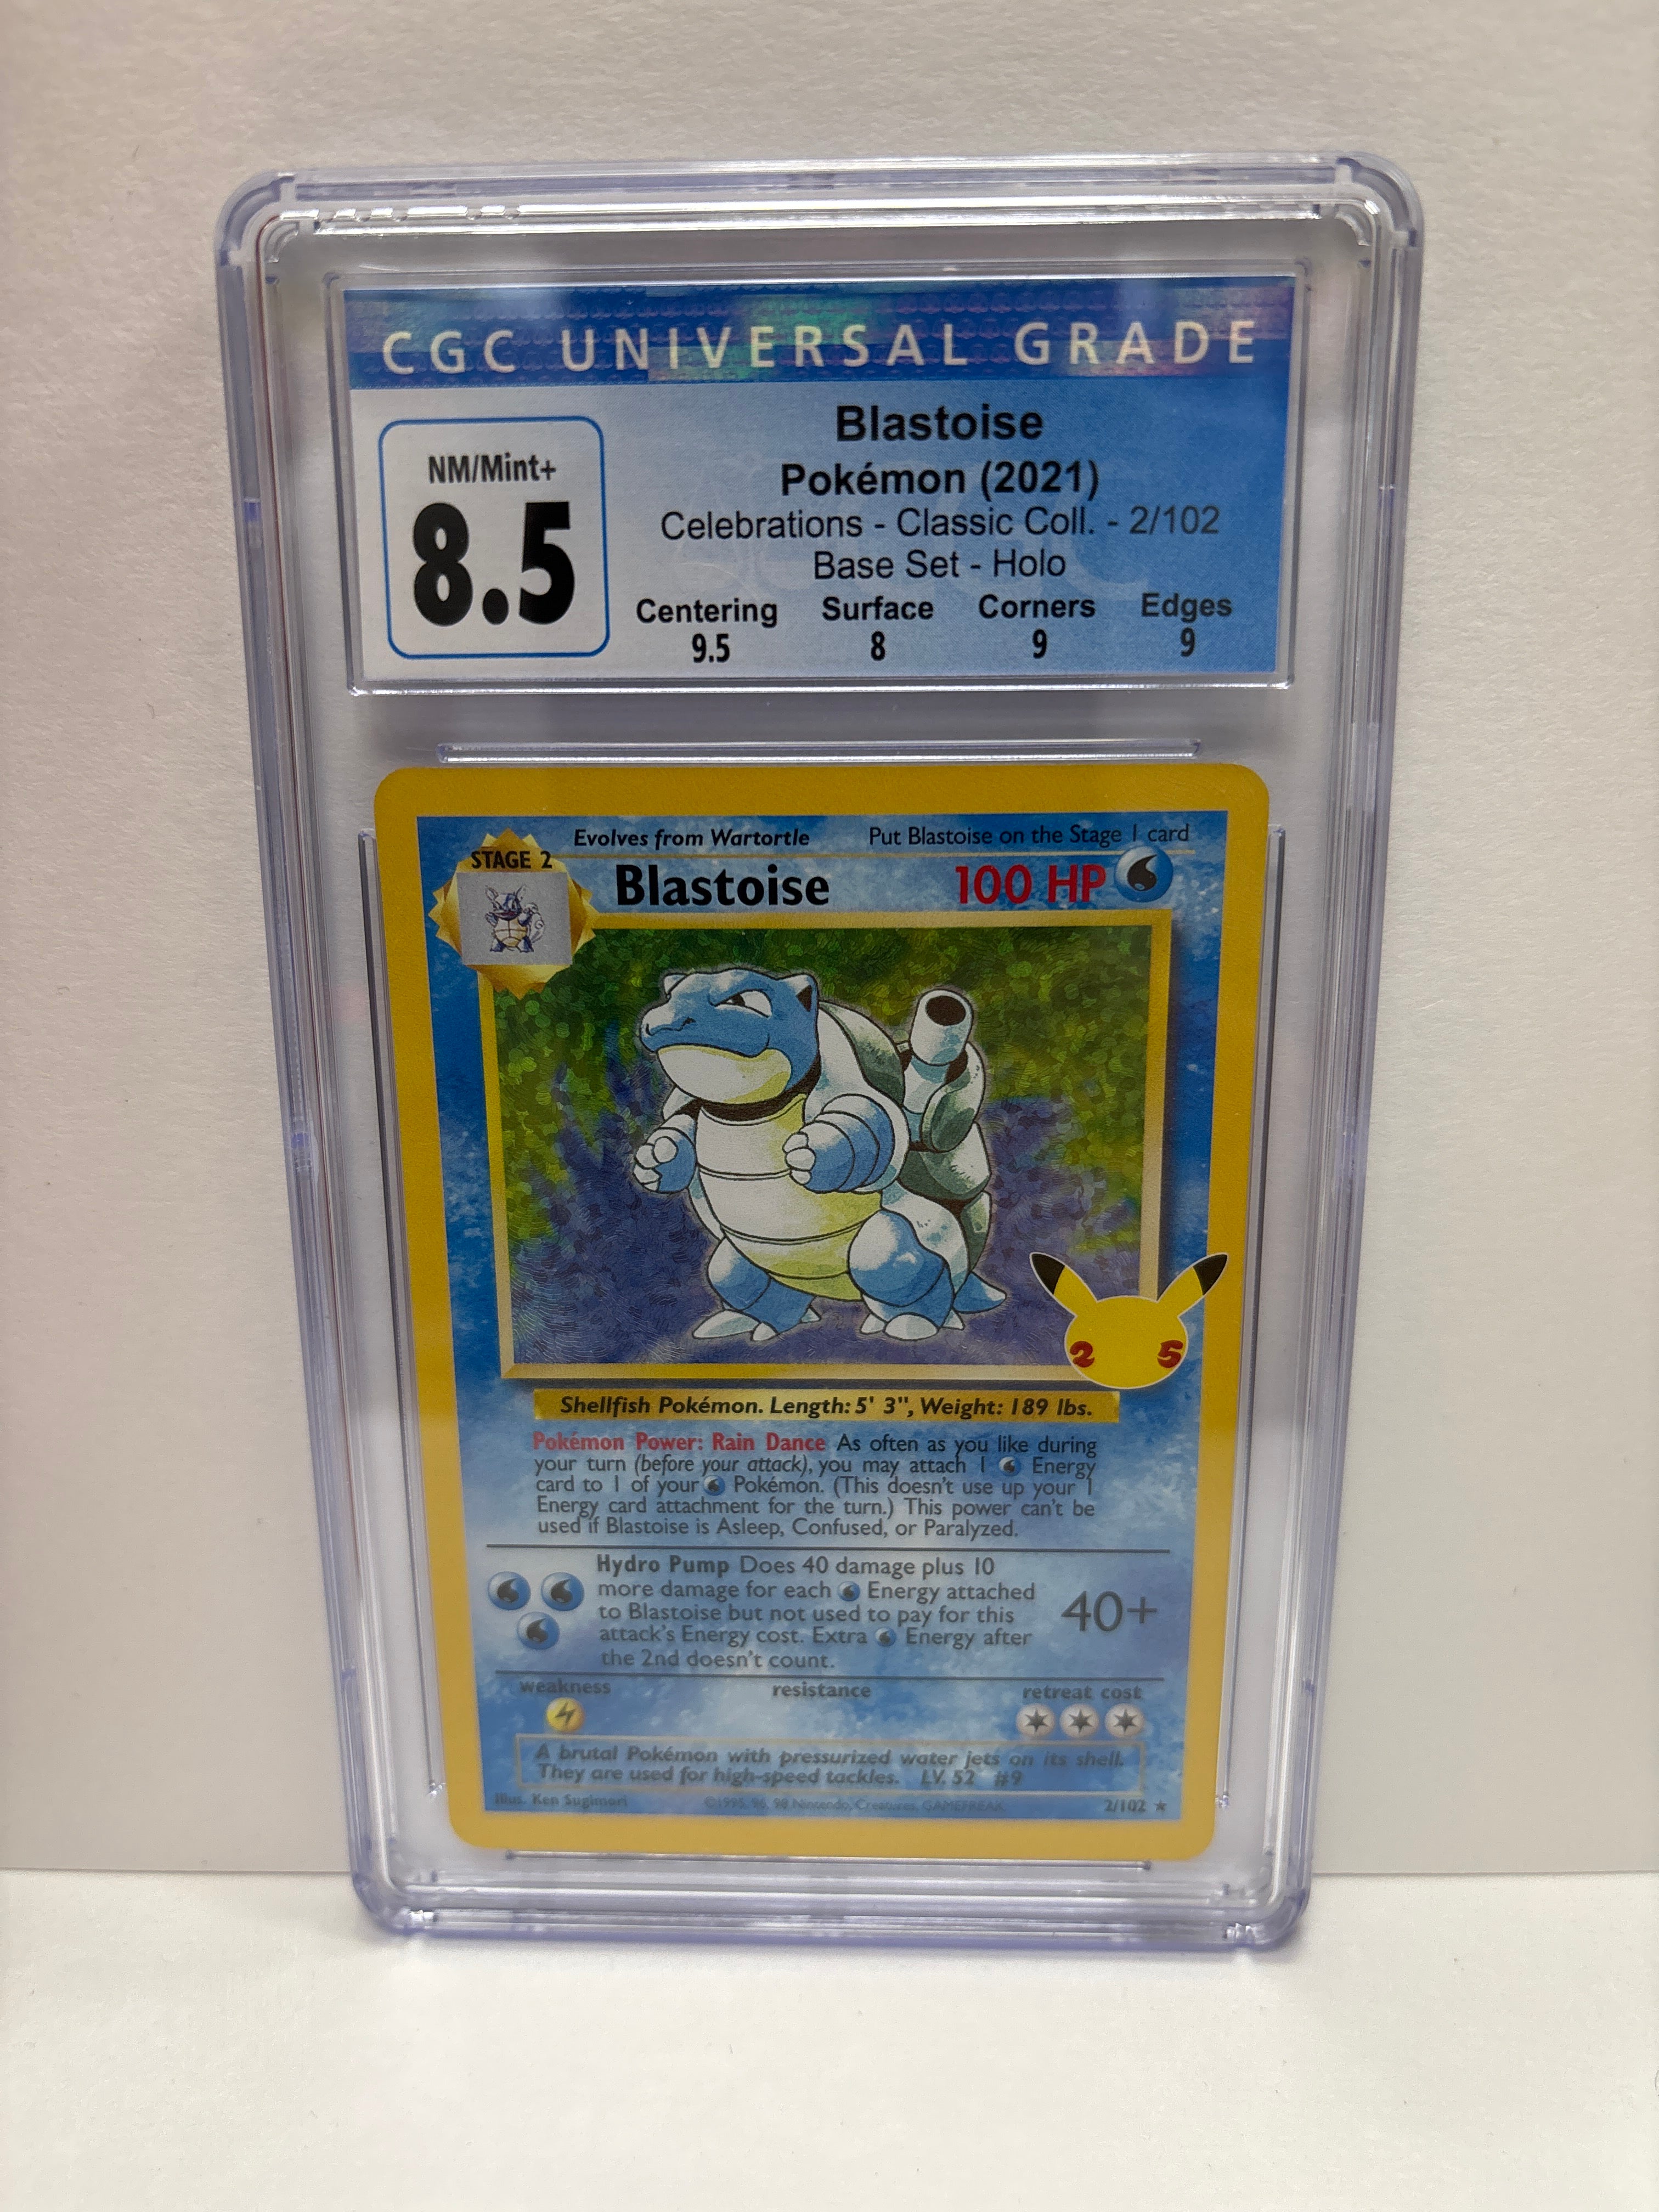 CGC UNIVERSAL GRADE
NM/Mint+
8.5
Blastoise
Pokémon (2021)
Celebrations - Classic Coll. - 2/102
Base Set - Holo
Centering Surface Corners Edges
9.5 8 9 9
Evolves from Wartortle Put Blastoise on the Stage 1 card
STAGE 2
Blastoise 100 HP
2 5
Shellfish Pokémon. Length: 5' 3", Weight: 189 lbs.
Pokémon Power: Rain Dance As often as you like during
your turn (before your attack), you may attach 1 Energy
card to 1 of your Pokémon. (This doesn't use up your 1
Energy card attachment for the turn.) This power can't be
used if Blastoise is Asleep, Confused, or Paralyzed.
Hydro Pump Does 40 damage plus 10
more damage for each Energy attached
to Blastoise but not used to pay for this
attack's Energy cost. Extra Energy after
the 2nd doesn't count.
40+
weakness resistance retreat cost
A brutal Pokémon with pressurized water jets on its shell.
They are used for high-speed tackles. LV. 52 #9
Illus. Ken Sugimori ©1995, 96, 98 Nintendo, Creatures, GAMEFREAK 2/102 ★